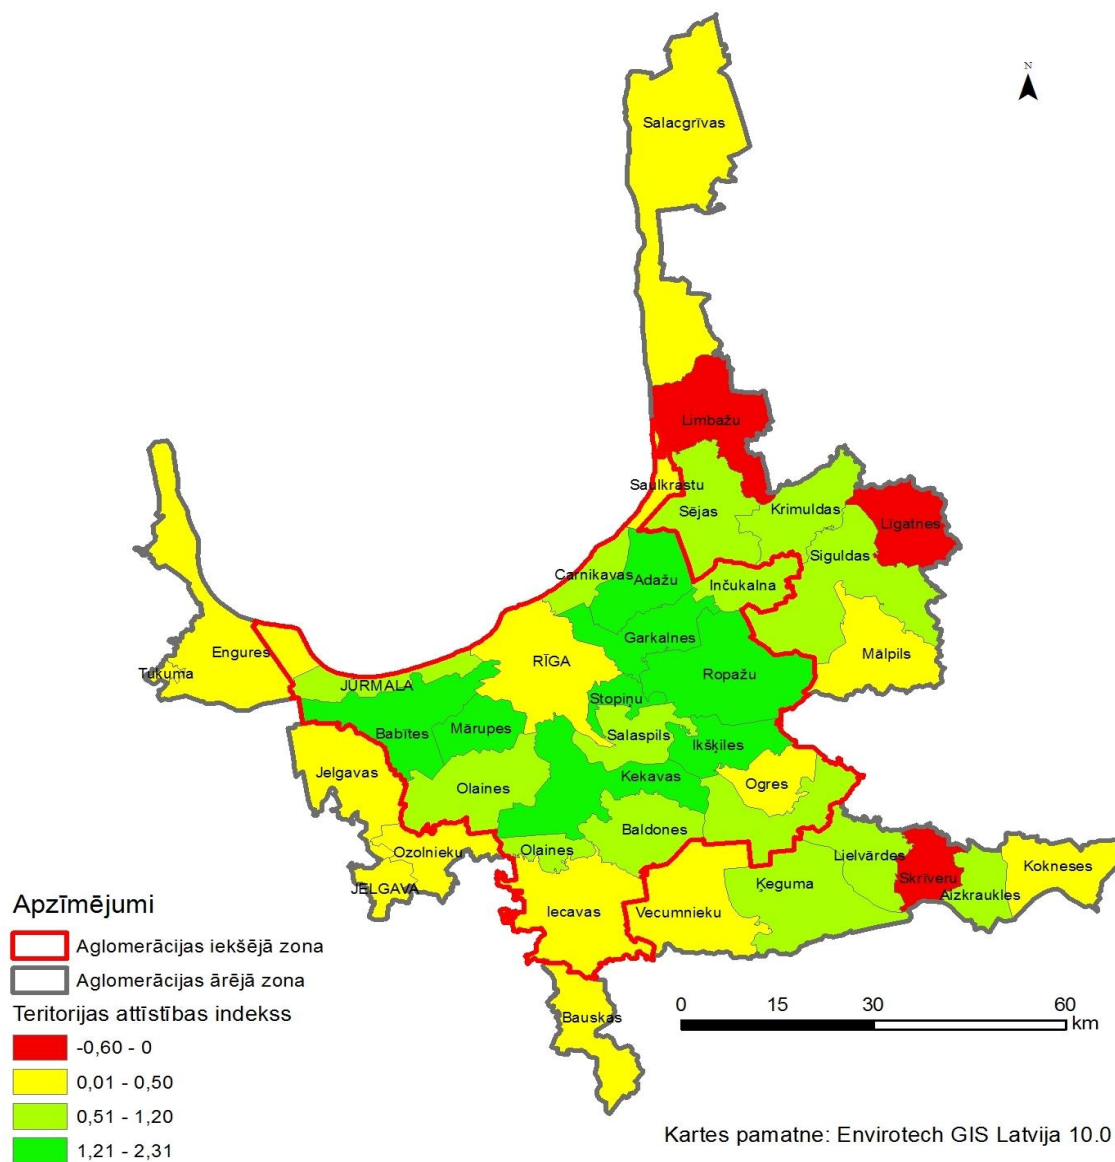 N
Salacgrīvas
Limbažu
Saulkrastu
Sējas
Krimuldas
Līgatnes
Siguldas
Carnikavas
Ādažu
Inčukalna
Garkalnes
Engures
RĪGA
Mālpils
Tukuma
Ropažu
JŪRMALA
Stopiņu
Babītes
Mārupes
Salaspils
Ikšķiles
Jelgavas
Ķekavas
Ogres
Olaines
Baldones
Ozolnieku
Olaines
Lielvārdes
Kokneses
JELGAVA
Ķeguma
Skrīveru
Aizkraukles
Iecavas
Vecumnieku
Bauskas
Apzīmējumi
Aglomerācijas iekšējā zona
Aglomerācijas ārējā zona
Teritorijas attīstības indekss
-0,60 - 0
0,01 - 0,50
0,51 - 1,20
1,21 - 2,31
0 15 30 60
km
Kartes pamatne: Envirotech GIS Latvija 10.0